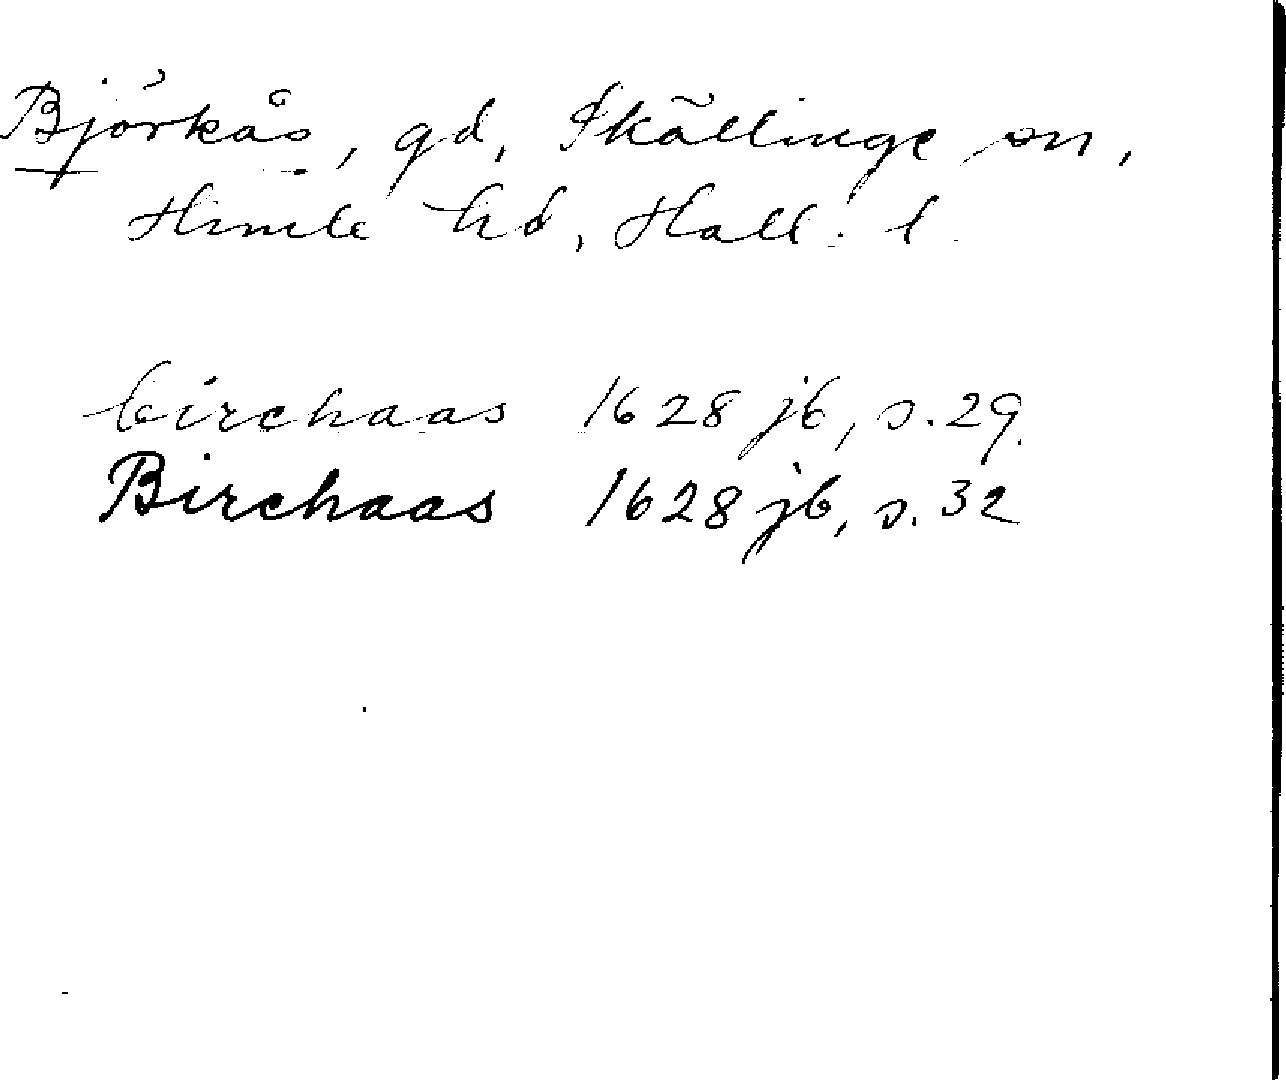 Björkås, gd, Skällinge sn,
Himle hd, Hall. l.
birchaas 1628 jb, s. 29.
Birchaas 1628 jb, s. 32